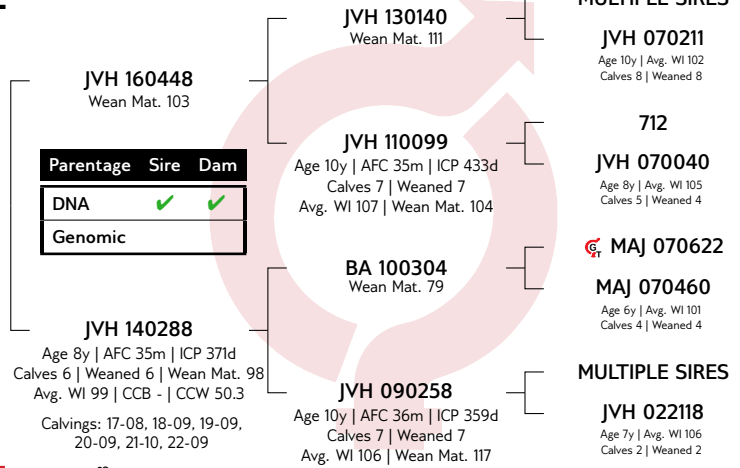 MULTIPLE SIRES
JVH 130140
Wean Mat. 111
JVH 070211
Age 10y | Avg. WI 102
Calves 8 | Weaned 8
JVH 160448
Wean Mat. 103
712
JVH 110099
Age 10y | AFC 35m | ICP 433d
Calves 7 | Weaned 7
Avg. WI 107 | Wean Mat. 104
JVH 070040
Age 8y | Avg. WI 105
Calves 5 | Weaned 4
Parentage Sire Dam
DNA ✔ ✔
Genomic
GT MAJ 070622
BA 100304
Wean Mat. 79
MAJ 070460
Age 6y | Avg. WI 101
Calves 4 | Weaned 4
JVH 140288
Age 8y | AFC 35m | ICP 371d
Calves 6 | Weaned 6 | Wean Mat. 98
Avg. WI 99 | CCB - | CCW 50.3
Calvings: 17-08, 18-09, 19-09,
20-09, 21-10, 22-09
MULTIPLE SIRES
JVH 090258
Age 10y | AFC 36m | ICP 359d
Calves 7 | Weaned 7
Avg. WI 106 | Wean Mat. 117
JVH 022118
Age 7y | Avg. WI 106
Calves 2 | Weaned 2